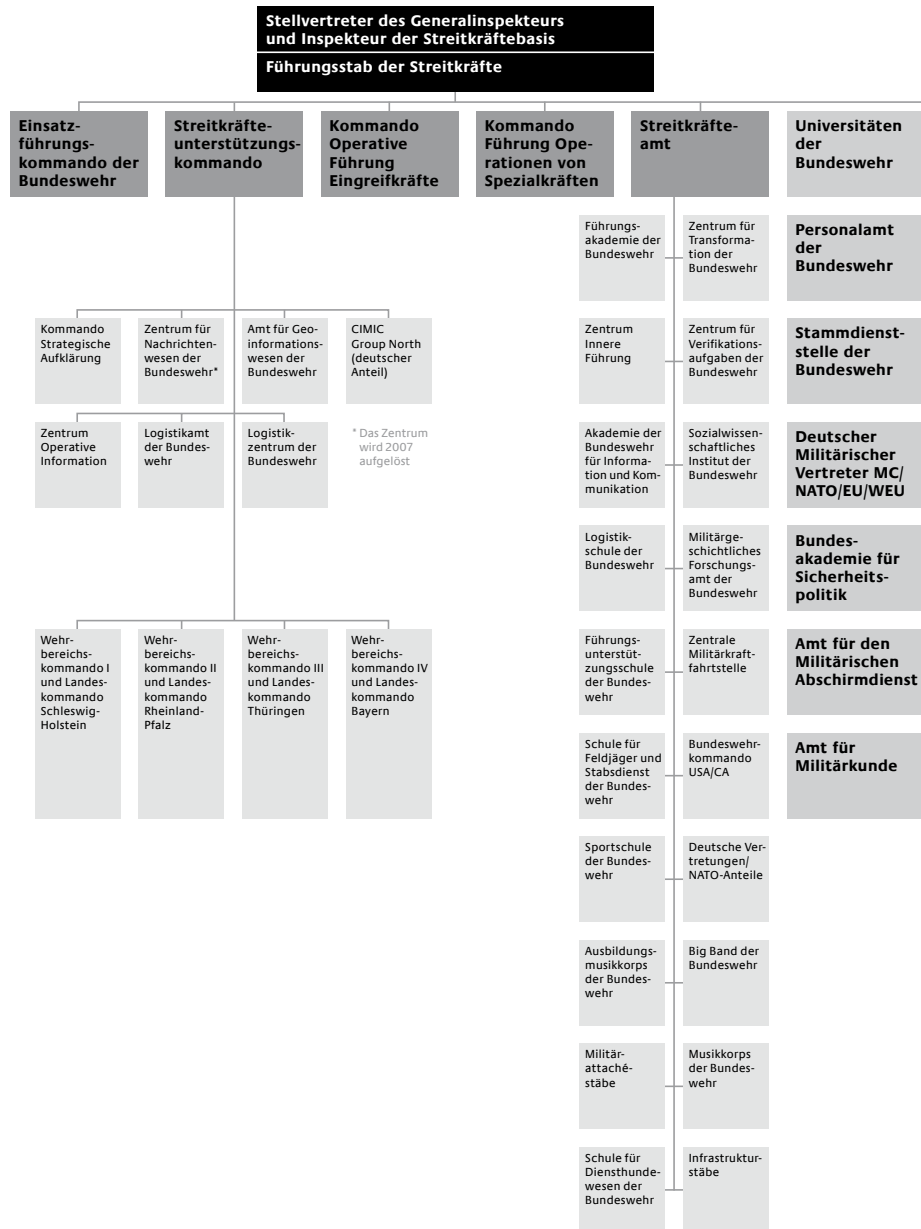 Stellvertreter des Generalinspekteurs
und Inspekteur der Streitkräftebasis
Führungsstab der Streitkräfte
Einsatz-
führungs-
kommando der
Bundeswehr
Streitkräfte-
unterstützungs-
kommando
Kommando
Operative
Führung
Eingreifkräfte
Kommando
Führung Ope-
rationen von
Spezialkräften
Streitkräfte-
amt
Universitäten
der
Bundeswehr
Führungs-
akademie der
Bundeswehr
Zentrum für
Transforma-
tion der
Bundeswehr
Personalamt
der
Bundeswehr
Kommando
Strategische
Aufklärung
Zentrum für
Nachrichten-
wesen der
Bundeswehr*
Amt für Geo-
informations-
wesen der
Bundeswehr
CIMIC
Group North
(deutscher
Anteil)
Zentrum
Innere
Führung
Zentrum für
Verifikations-
aufgaben der
Bundeswehr
Stammdienst-
stelle der
Bundeswehr
Zentrum
Operative
Information
Logistikamt
der Bundes-
wehr
Logistik-
zentrum der
Bundeswehr
* Das Zentrum
wird 2007
aufgelöst
Akademie der
Bundeswehr
für Informa-
tion und Kom-
munikation
Sozialwissen-
schaftliches
Institut der
Bundeswehr
Deutscher
Militärischer
Vertreter MC/
NATO/EU/WEU
Logistik-
schule der
Bundeswehr
Militärge-
schichtliches
Forschungs-
amt der
Bundeswehr
Bundes-
akademie für
Sicherheits-
politik
Wehr-
bereichs-
kommando I
und Landes-
kommando
Schleswig-
Holstein
Wehr-
bereichs-
kommando II
und Landes-
kommando
Rheinland-
Pfalz
Wehr-
bereichs-
kommando III
und Landes-
kommando
Thüringen
Wehr-
bereichs-
kommando IV
und Landes-
kommando
Bayern
Führungs-
unterstüt-
zungsschule
der Bundes-
wehr
Zentrale
Militärkraft-
fahrtstelle
Amt für den
Militärischen
Abschirmdienst
Schule für
Feldjäger und
Stabsdienst
der Bundes-
wehr
Bundeswehr-
kommando
USA/CA
Amt für
Militärkunde
Sportschule
der Bundes-
wehr
Deutsche Ver-
tretungen/
NATO-Anteile
Ausbildungs-
musikkorps
der Bundes-
wehr
Big Band der
Bundeswehr
Militär-
attaché-
stäbe
Musikkorps
der Bundes-
wehr
Schule für
Diensthunde-
wesen der
Bundeswehr
Infrastruktur-
stäbe